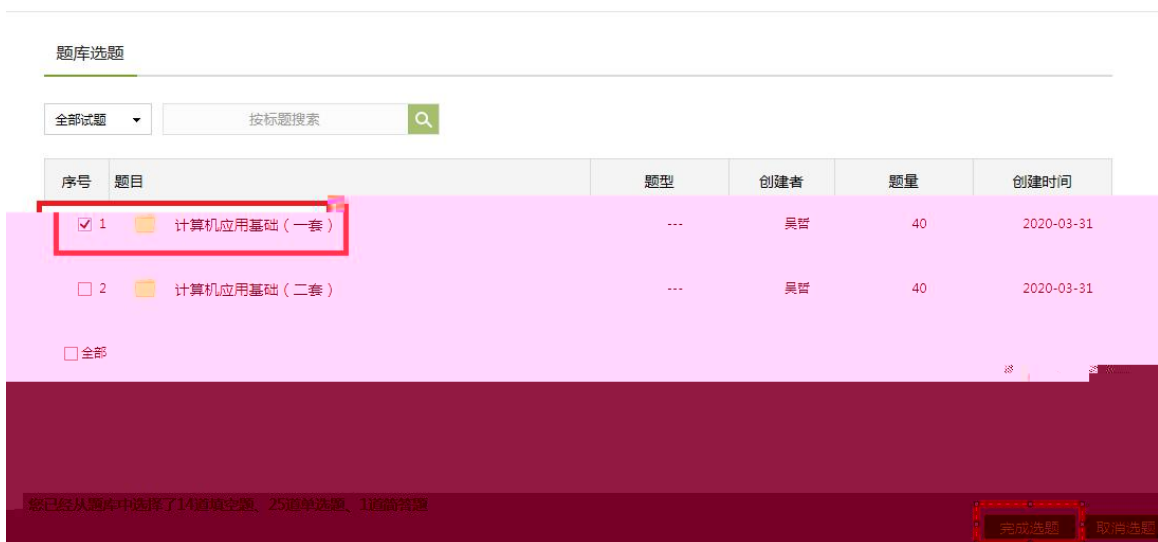 题库选题
全部试题 按标题搜索
序号 题目 题型 创建者 题量 创建时间
1 计算机应用基础（一套） --- 吴哲 40 2020-03-31
2 计算机应用基础（二套） --- 吴哲 40 2020-03-31
全部
您已经从题库中选择了14道填空题、25道单选题、1道简答题
完成选题 取消选题